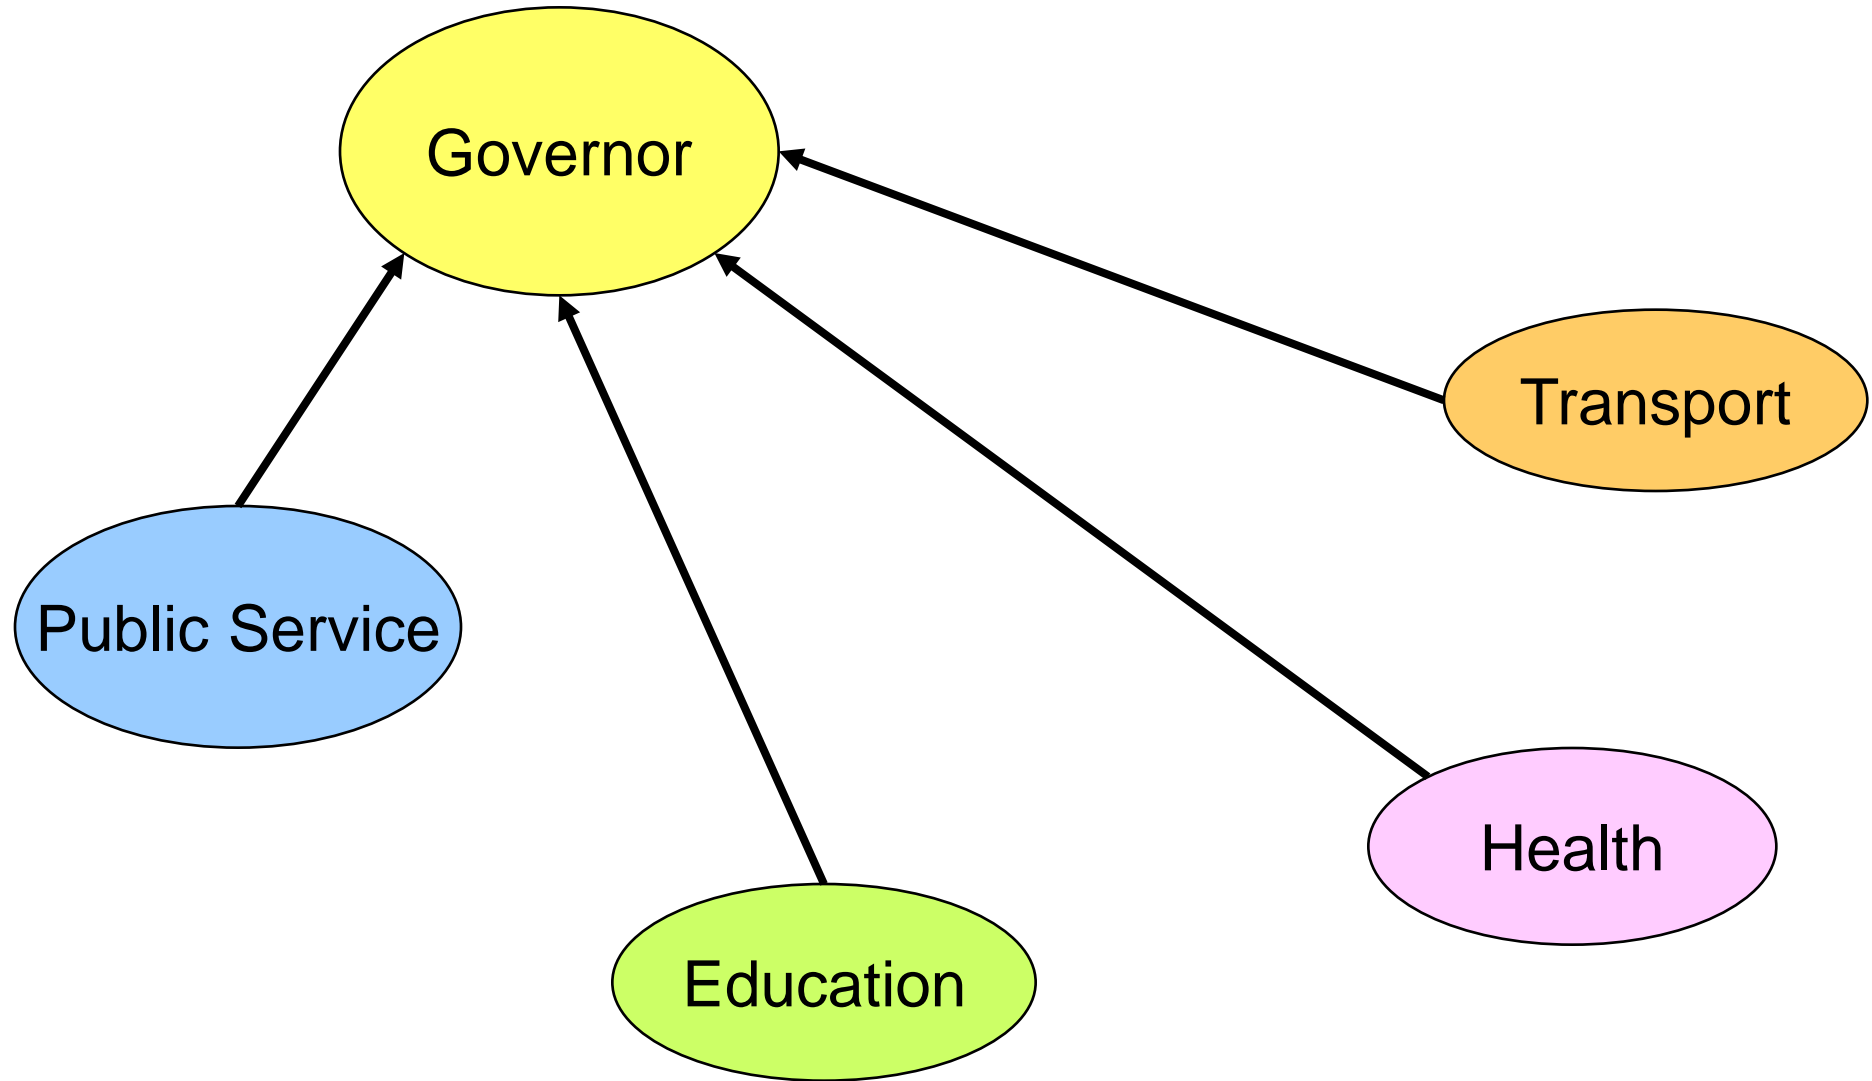 Governor
Transport
Public Service
Health
Education